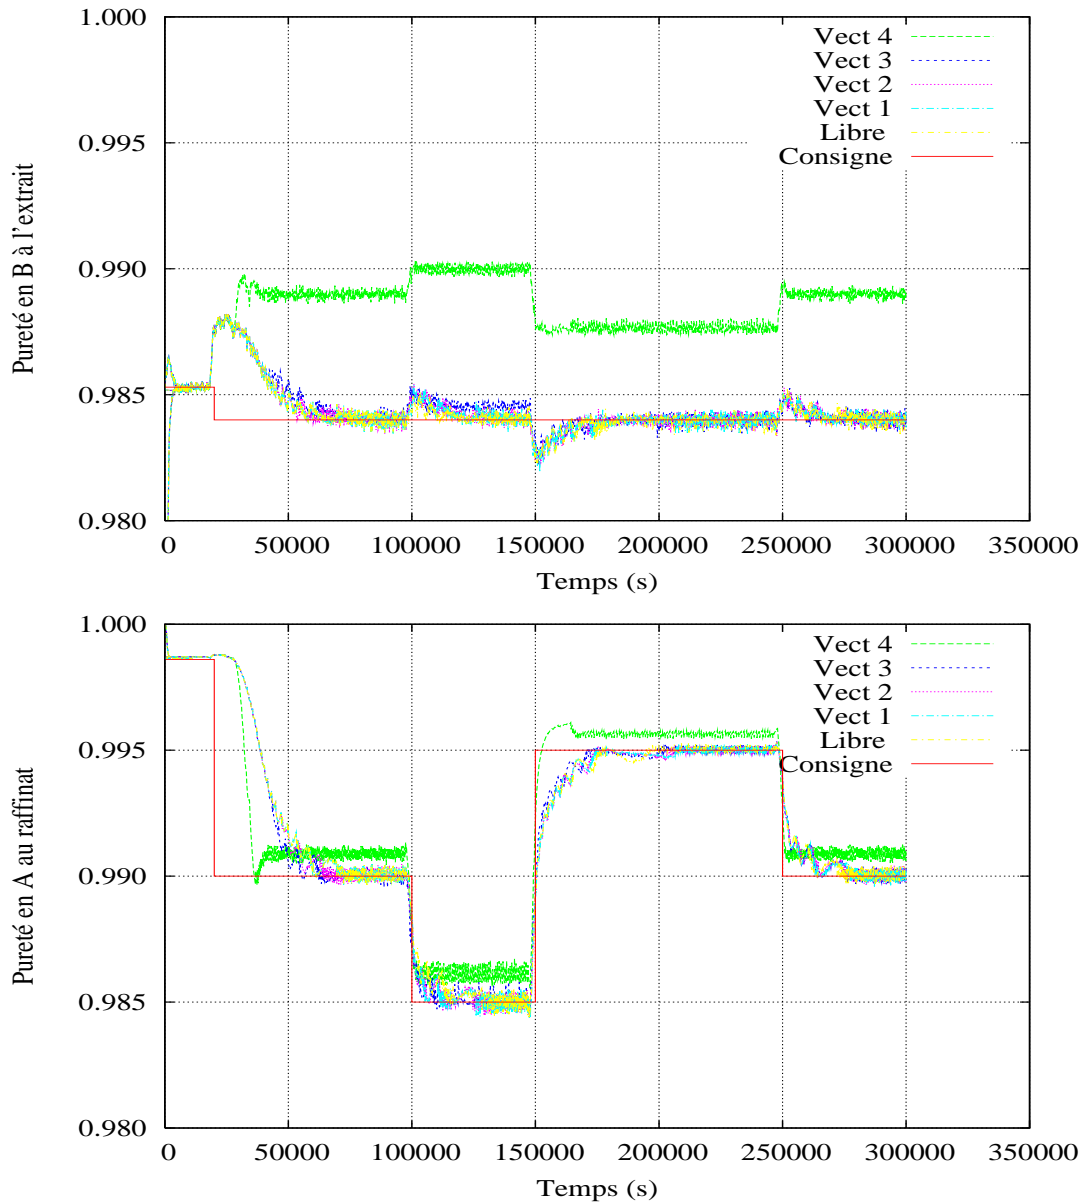 1.000
0.995
0.990
0.985
0.980
Pureté en B à l'extrait
Vect 4
Vect 3
Vect 2
Vect 1
Libre
Consigne
0 50000 100000 150000 200000 250000 300000 350000
Temps (s)
1.000
0.995
0.990
0.985
0.980
Pureté en A au raffinat
Vect 4
Vect 3
Vect 2
Vect 1
Libre
Consigne
0 50000 100000 150000 200000 250000 300000 350000
Temps (s)